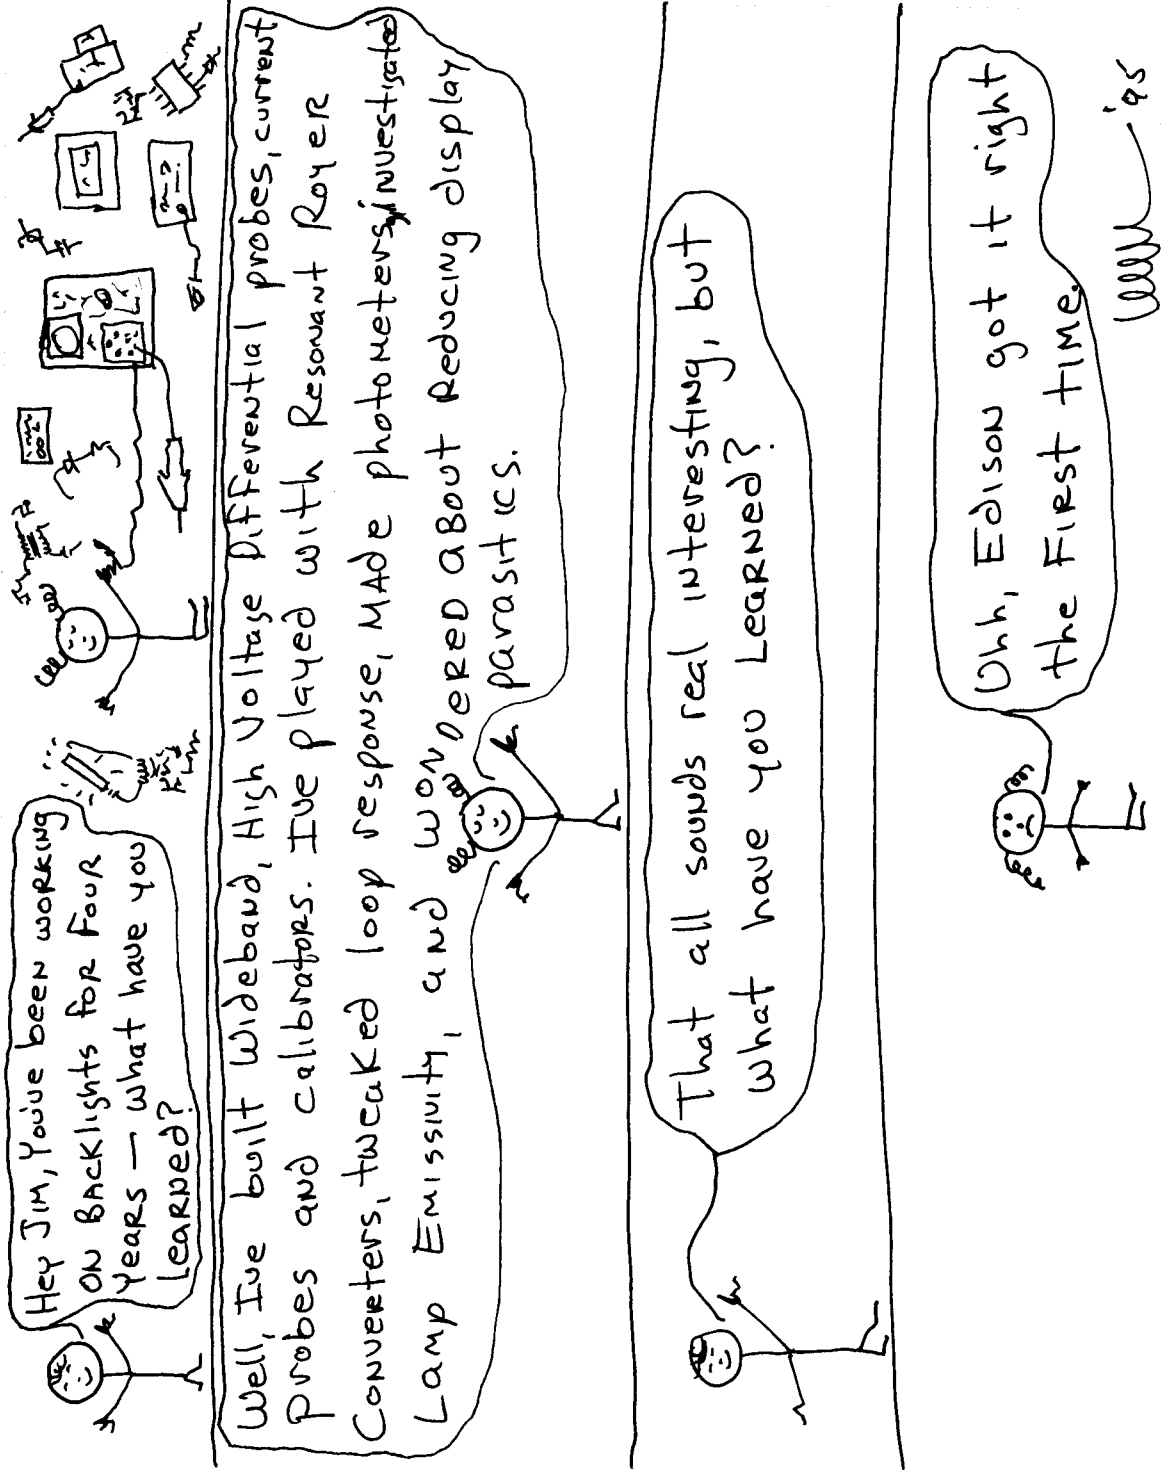 Hey Jim, You've been working
on Backlights for four
years — what have you
learned?
Well, I've built wideband, High voltage differential probes, current
probes and calibrators. I've played with Resonant Royer
Converters, tweaked loop response, made photometers, investigated
Lamp Emissivity, and wondered about Reducing display
parasitics.
That all sounds real interesting, but
what have you learned?
Uhh, Edison got it right
the First time.
'95